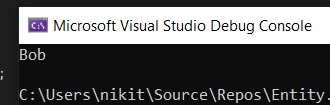 Microsoft Visual Studio Debug Console
Bob
;
C:\Users\nikit\Source\Repos\Entity.